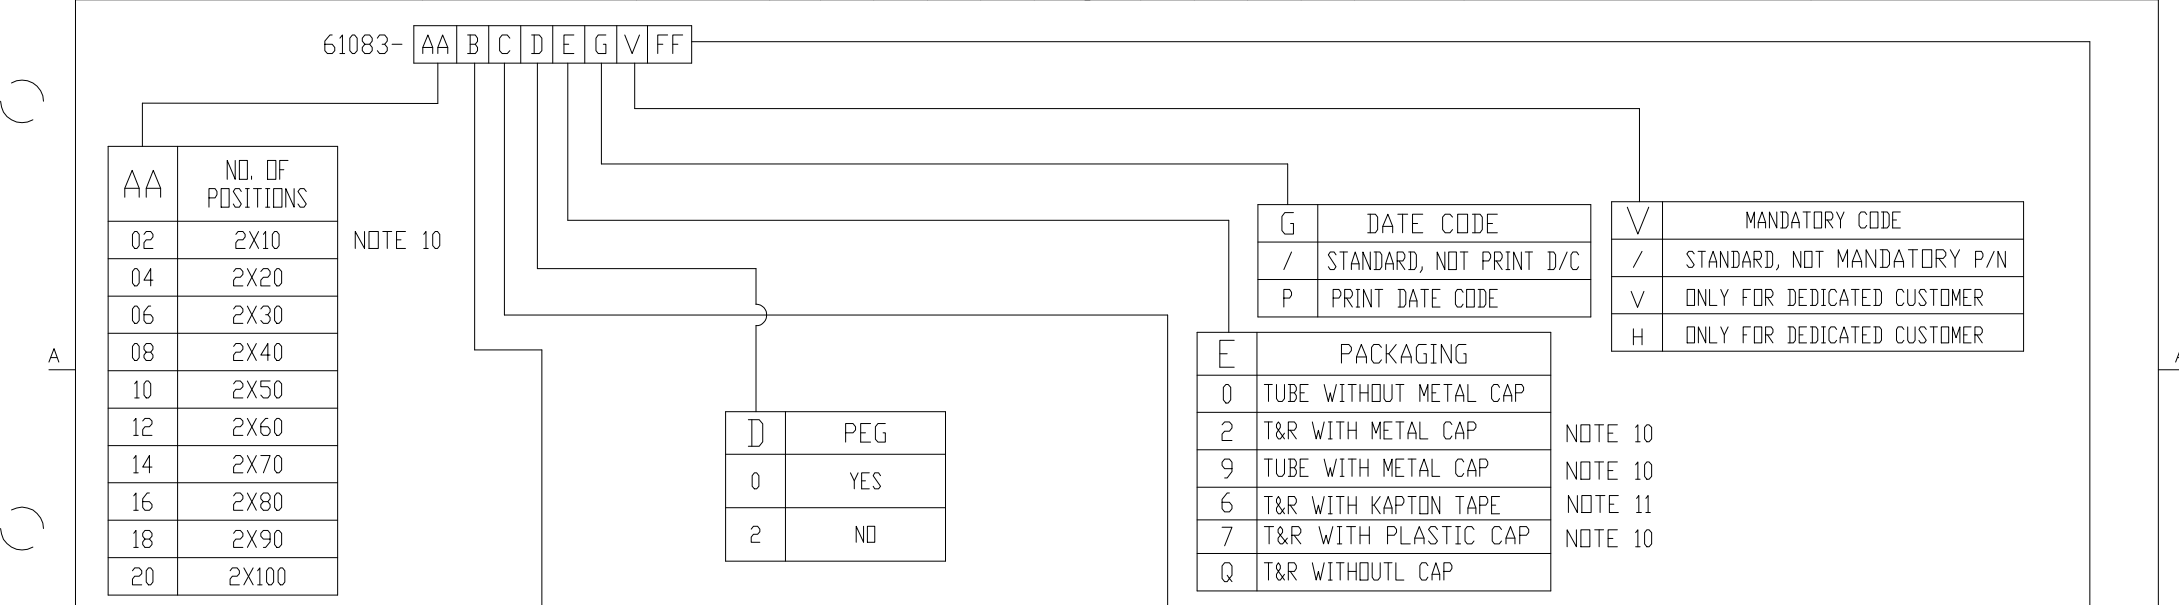 61083- AA B C D E G V FF
AA NO. OF POSITIONS
02 2X10 NOTE 10
04 2X20
06 2X30
08 2X40
10 2X50
12 2X60
14 2X70
16 2X80
18 2X90
20 2X100
D PEG
0 YES
2 NO
G DATE CODE
/ STANDARD, NOT PRINT D/C
P PRINT DATE CODE
V MANDATORY CODE
/ STANDARD, NOT MANDATORY P/N
V ONLY FOR DEDICATED CUSTOMER
H ONLY FOR DEDICATED CUSTOMER
E PACKAGING
0 TUBE WITHOUT METAL CAP
2 T&R WITH METAL CAP NOTE 10
9 TUBE WITH METAL CAP NOTE 10
6 T&R WITH KAPTON TAPE NOTE 11
7 T&R WITH PLASTIC CAP NOTE 10
Q T&R WITHOUTL CAP
A
A